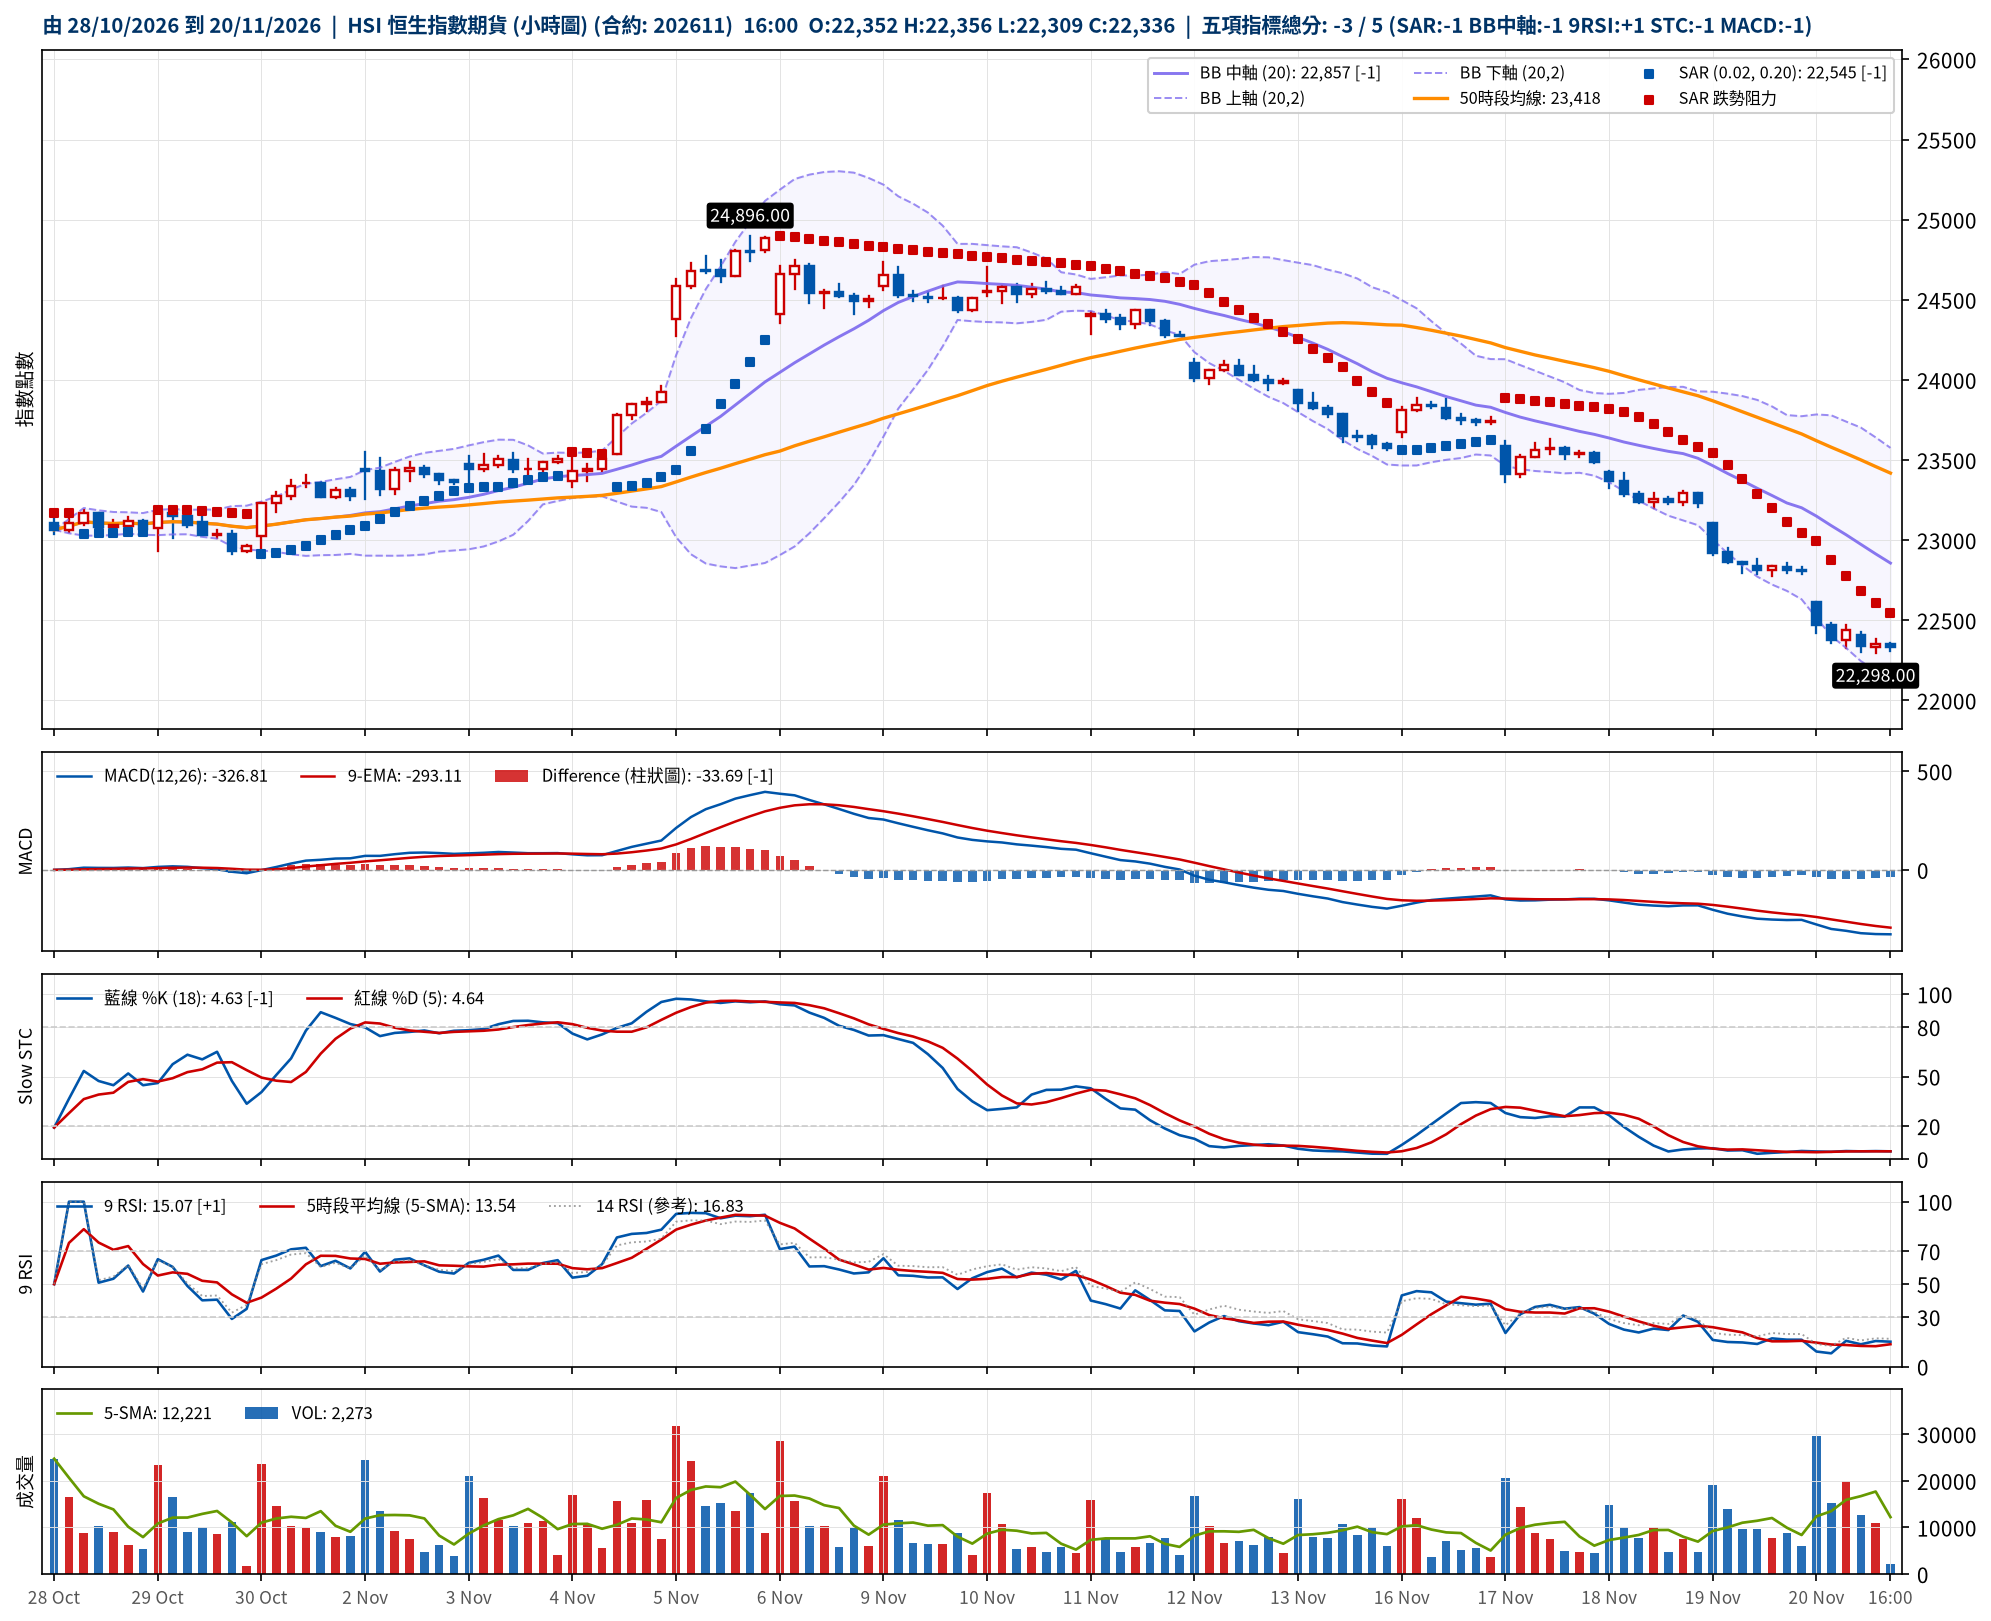 由 28/10/2026 到 20/11/2026 | HSI 恒生指數期貨 (小時圖) (合約: 202611) 16:00 O:22,352 H:22,356 L:22,309 C:22,336 | 五項指標總分: -3 / 5 (SAR:-1 BB中軸:-1 9RSI:+1 STC:-1 MACD:-1)
BB 中軸 (20): 22,857 [-1]
BB 上軸 (20,2)
BB 下軸 (20,2)
50時段均線: 23,418
SAR (0.02, 0.20): 22,545 [-1]
SAR 跌勢阻力
指數點數
26000
25500
25000
24500
24000
23500
23000
22500
22000
24,896.00
22,298.00
MACD(12,26): -326.81
9-EMA: -293.11
Difference (柱狀圖): -33.69 [-1]
MACD
500
0
藍線 %K (18): 4.63 [-1]
紅線 %D (5): 4.64
Slow STC
100
80
50
20
0
9 RSI: 15.07 [+1]
5時段平均線 (5-SMA): 13.54
14 RSI (參考): 16.83
9 RSI
100
70
50
30
0
5-SMA: 12,221
VOL: 2,273
成交量
30000
20000
10000
0
28 Oct
29 Oct
30 Oct
2 Nov
3 Nov
4 Nov
5 Nov
6 Nov
9 Nov
10 Nov
11 Nov
12 Nov
13 Nov
16 Nov
17 Nov
18 Nov
19 Nov
20 Nov
16:00